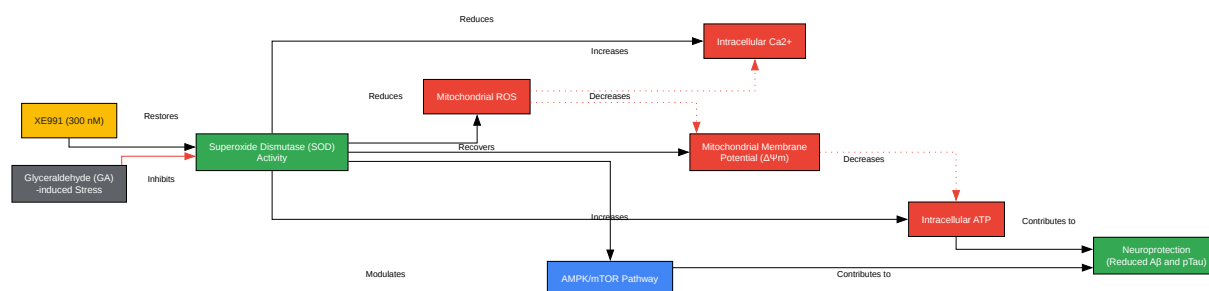 Reduces
Intracellular Ca2+
Increases
Mitochondrial ROS
Reduces
Decreases
XE991 (300 nM)
Restores
Superoxide Dismutase (SOD)
Activity
Recovers
Mitochondrial Membrane
Potential (ΔΨm)
Decreases
Glyceraldehyde (GA)
-induced Stress
Inhibits
Increases
Intracellular ATP
Contributes to
Neuroprotection
(Reduced Aβ and pTau)
Modulates
AMPK/mTOR Pathway
Contributes to